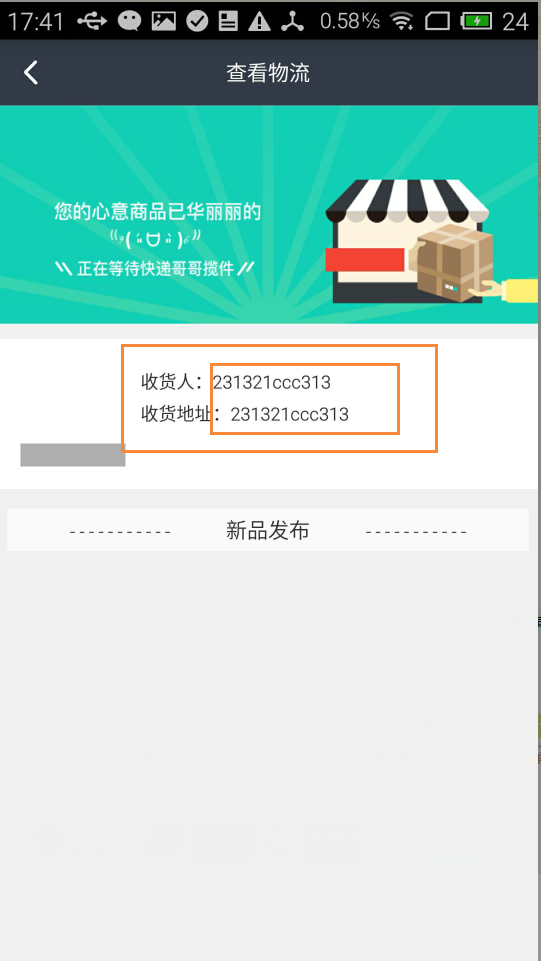 17:41 0.58K/s 24
查看物流
您的心意商品已华丽丽的
正在等待快递哥哥揽件
收货人：231321ccc313
收货地址：231321ccc313
----------- 新品发布 -----------